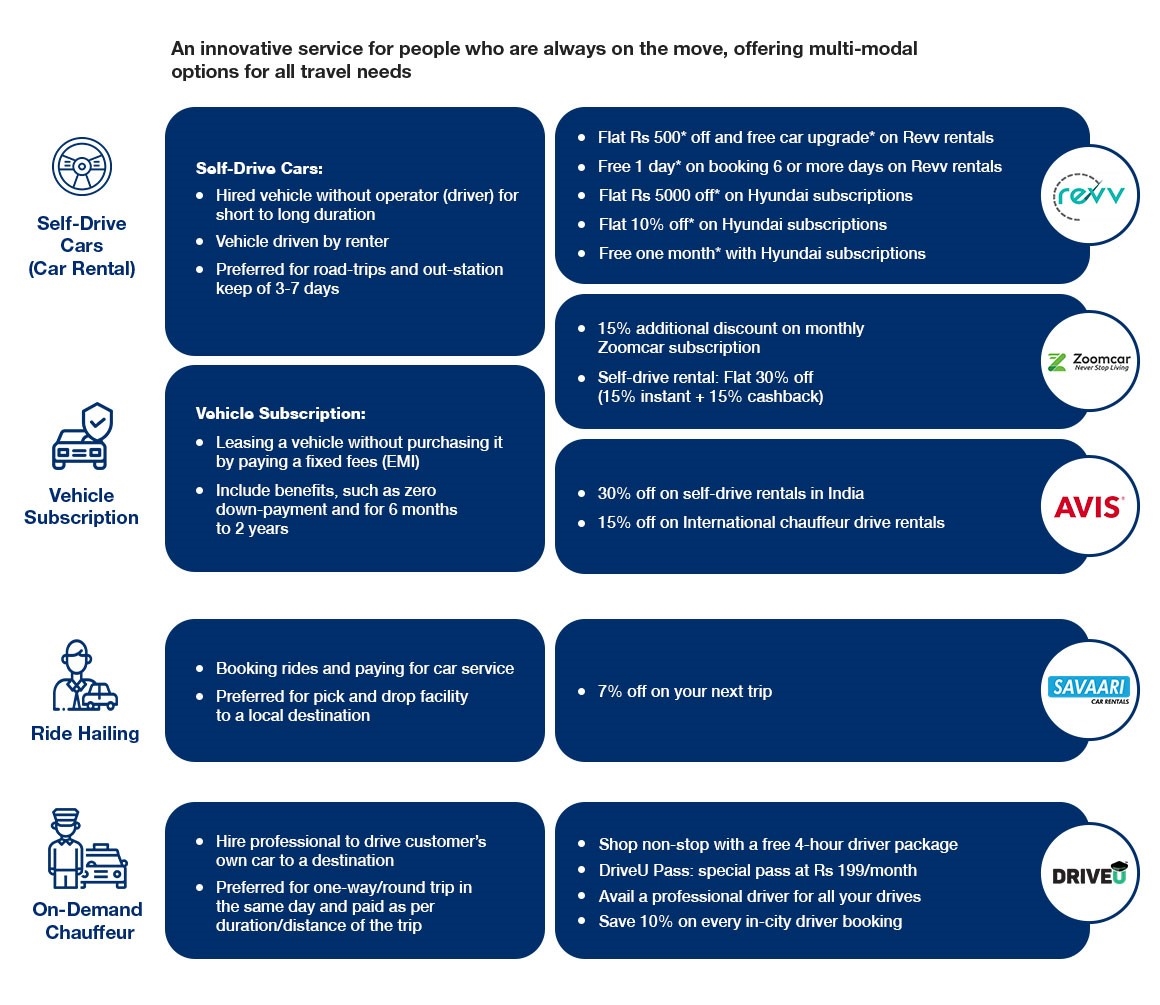 An innovative service for people who are always on the move, offering multi-modal
options for all travel needs
Self-Drive
Cars
(Car Rental)
Self-Drive Cars:
• Hired vehicle without operator (driver) for
short to long duration
• Vehicle driven by renter
• Preferred for road-trips and out-station
keep of 3-7 days
• Flat Rs 500* off and free car upgrade* on Revv rentals
• Free 1 day* on booking 6 or more days on Revv rentals
• Flat Rs 5000 off* on Hyundai subscriptions
• Flat 10% off* on Hyundai subscriptions
• Free one month* with Hyundai subscriptions
revv
• 15% additional discount on monthly
Zoomcar subscription
• Self-drive rental: Flat 30% off
(15% instant + 15% cashback)
Zoomcar
Never Stop Living
Vehicle
Subscription
Vehicle Subscription:
• Leasing a vehicle without purchasing it
by paying a fixed fees (EMI)
• Include benefits, such as zero
down-payment and for 6 months
to 2 years
• 30% off on self-drive rentals in India
• 15% off on International chauffeur drive rentals
AVIS®
Ride Hailing
• Booking rides and paying for car service
• Preferred for pick and drop facility
to a local destination
• 7% off on your next trip
SAVAARI
CAR RENTALS
On-Demand
Chauffeur
• Hire professional to drive customer's
own car to a destination
• Preferred for one-way/round trip in
the same day and paid as per
duration/distance of the trip
• Shop non-stop with a free 4-hour driver package
• DriveU Pass: special pass at Rs 199/month
• Avail a professional driver for all your drives
• Save 10% on every in-city driver booking
DRIVEU